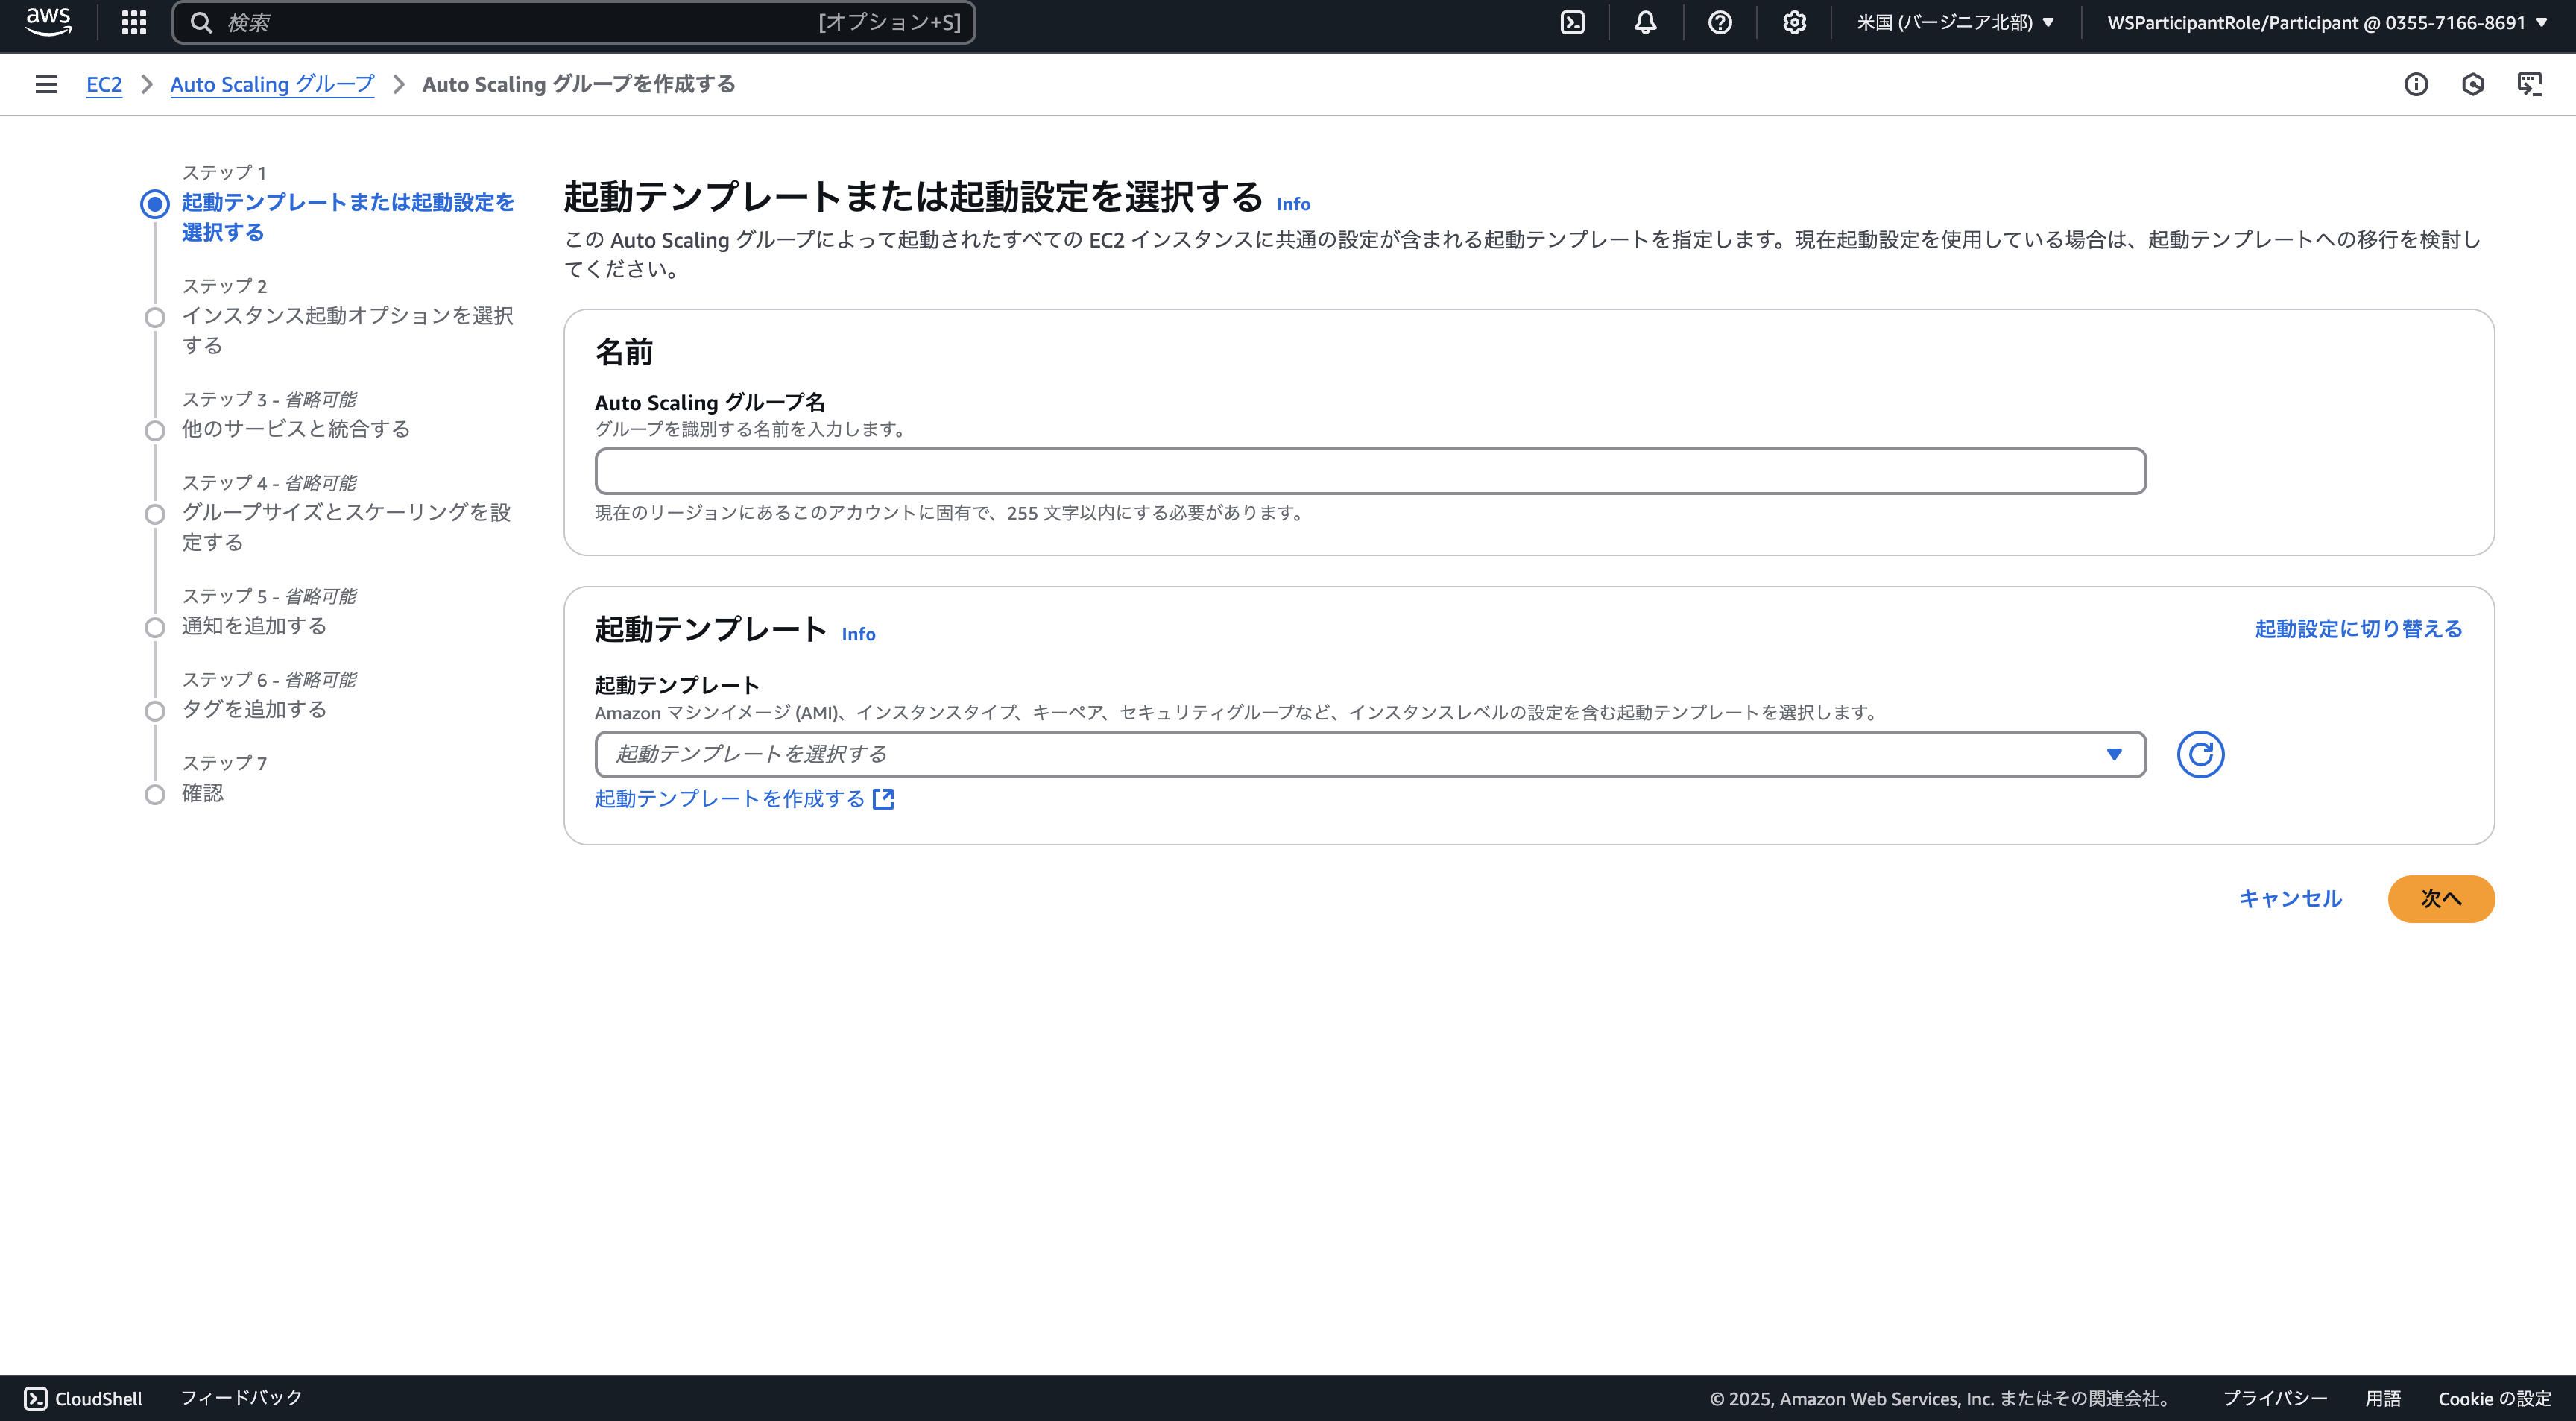 aws
検索
[オプション+S]
米国 (バージニア北部)
WSParticipantRole/Participant @ 0355-7166-8691
EC2
Auto Scaling グループ
Auto Scaling グループを作成する
ステップ 1
起動テンプレートまたは起動設定を
選択する
ステップ 2
インスタンス起動オプションを選択
する
ステップ 3 - 省略可能
他のサービスと統合する
ステップ 4 - 省略可能
グループサイズとスケーリングを設
定する
ステップ 5 - 省略可能
通知を追加する
ステップ 6 - 省略可能
タグを追加する
ステップ 7
確認
起動テンプレートまたは起動設定を選択する Info
この Auto Scaling グループによって起動されたすべての EC2 インスタンスに共通の設定が含まれる起動テンプレートを指定します。現在起動設定を使用している場合は、起動テンプレートへの移行を検討し
てください。
名前
Auto Scaling グループ名
グループを識別する名前を入力します。
現在のリージョンにあるこのアカウントに固有で、255 文字以内にする必要があります。
起動テンプレート Info
起動設定に切り替える
起動テンプレート
Amazon マシンイメージ (AMI)、インスタンスタイプ、キーペア、セキュリティグループなど、インスタンスレベルの設定を含む起動テンプレートを選択します。
起動テンプレートを選択する
起動テンプレートを作成する
キャンセル
次へ
CloudShell
フィードバック
© 2025, Amazon Web Services, Inc. またはその関連会社。
プライバシー
用語
Cookie の設定